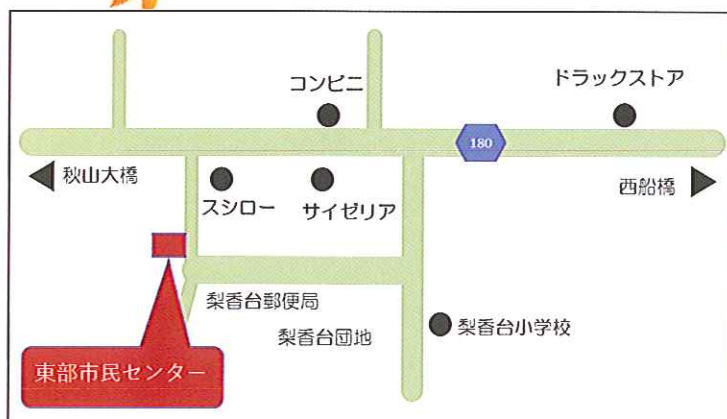 コンビニ
ドラックストア
180
秋山大橋
西船橋
スシロー
サイゼリア
梨香台郵便局
梨香台団地
梨香台小学校
東部市民センター